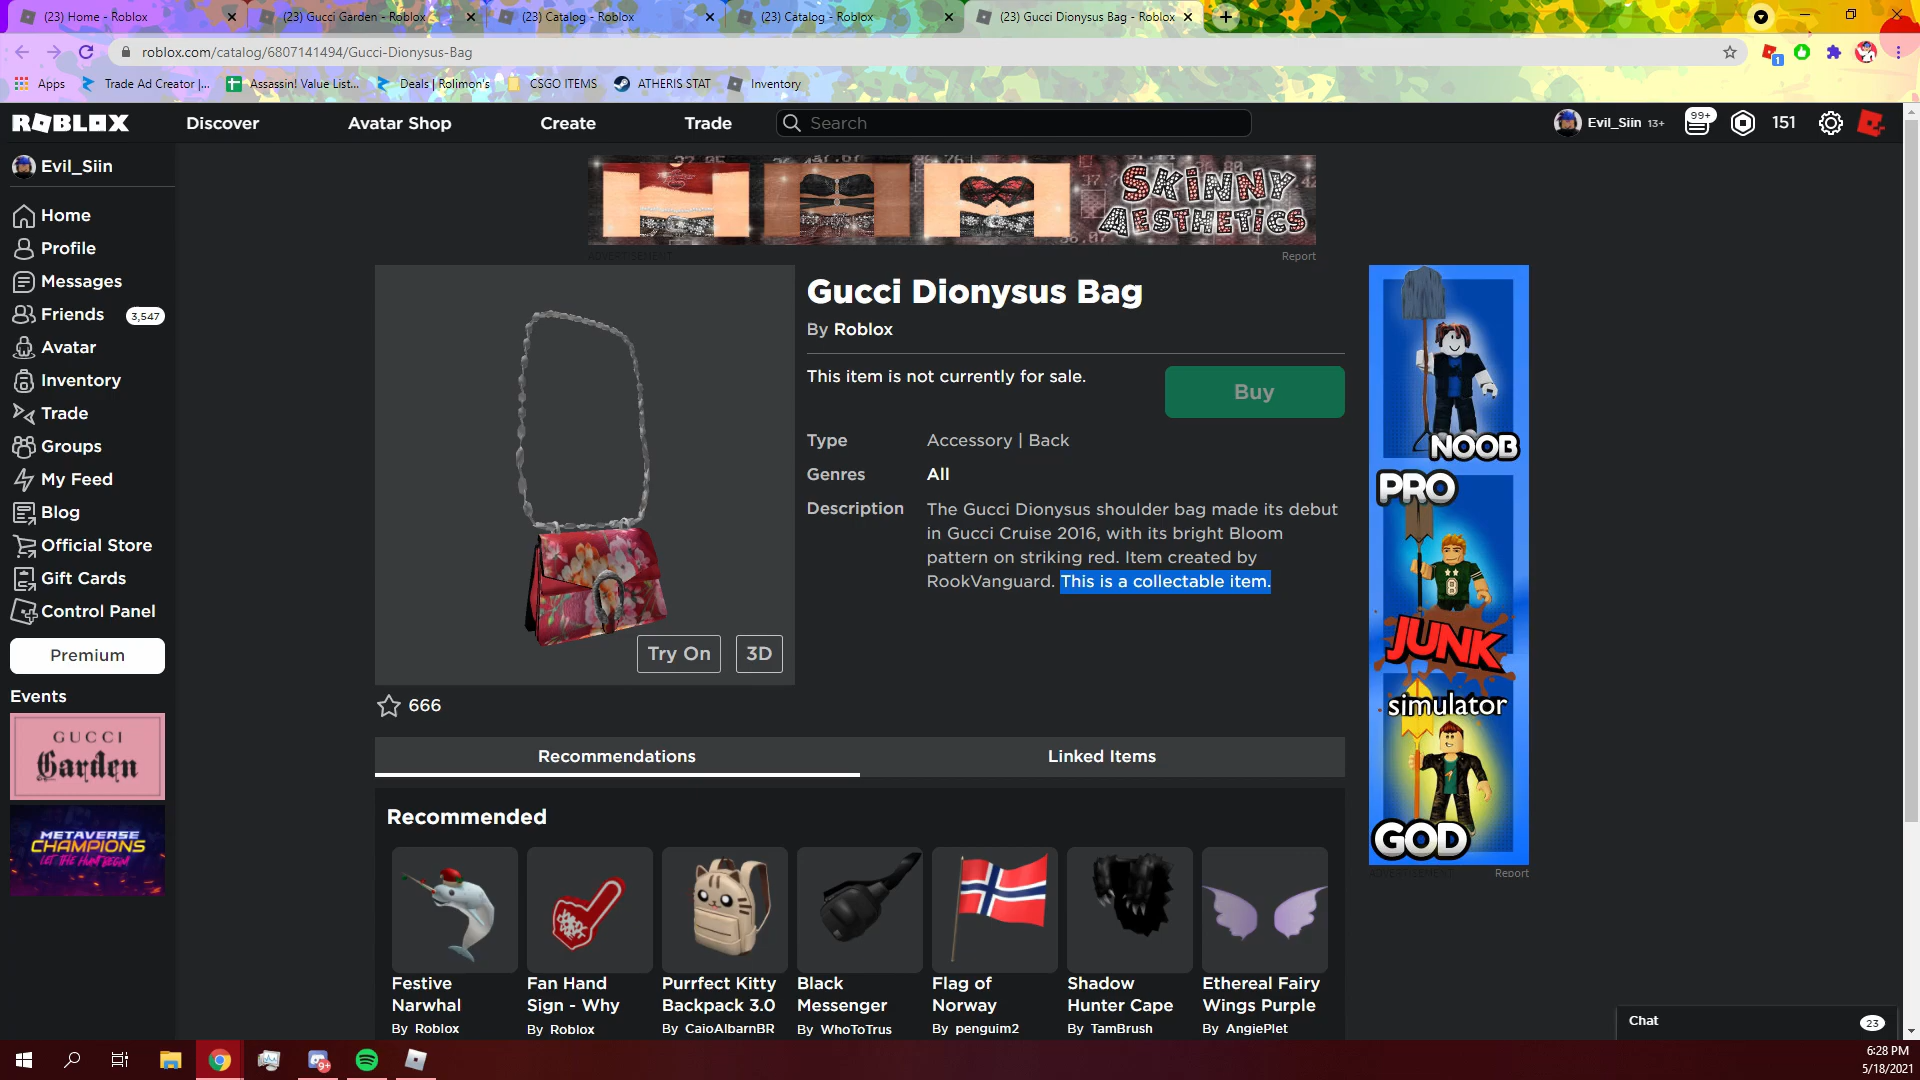 (23) Home - Roblox
(23) Gucci Garden - Roblox
(23) Catalog - Roblox
(23) Catalog - Roblox
(23) Gucci Dionysus Bag - Roblox
roblox.com/catalog/6807141494/Gucci-Dionysus-Bag
1
Apps
Trade Ad Creator |...
Assassin! Value List...
Deals | Rolimon's
CSGO ITEMS
ATHERIS STAT
Inventory
ROBLOX
Discover
Avatar Shop
Create
Trade
Search
Evil_Siin 13+
99+
151
Evil_Siin
Home
Profile
Messages
Friends 3,547
Avatar
Inventory
Trade
Groups
My Feed
Blog
Official Store
Gift Cards
Control Panel
Premium
Events
GUCCI
Garden
METAVERSE
CHAMPIONS
LET THE HUNT BEGIN!
SKINNY
AESTHETICS
ADVERTISEMENT
Report
Gucci Dionysus Bag
By Roblox
This item is not currently for sale.
Buy
Type Accessory | Back
Genres All
Description The Gucci Dionysus shoulder bag made its debut
in Gucci Cruise 2016, with its bright Bloom
pattern on striking red. Item created by
RookVanguard. This is a collectable item.
Try On
3D
666
NOOB
PRO
JUNK
simulator
GOD
ADVERTISEMENT
Report
Recommendations
Linked Items
Recommended
Festive
Narwhal
By Roblox
Fan Hand
Sign - Why
By Roblox
Purrfect Kitty
Backpack 3.0
By CaioAlbarnBR
Black
Messenger
By WhoToTrus
Flag of
Norway
By penguim2
Shadow
Hunter Cape
By TamBrush
Ethereal Fairy
Wings Purple
By AngiePlet
Chat
23
9+
6:28 PM
5/18/2021